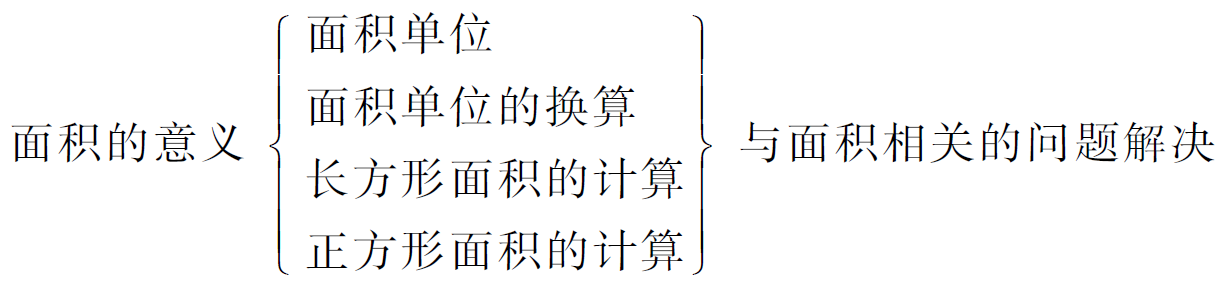 面积的意义
面积单位
面积单位的换算
长方形面积的计算
正方形面积的计算
与面积相关的问题解决